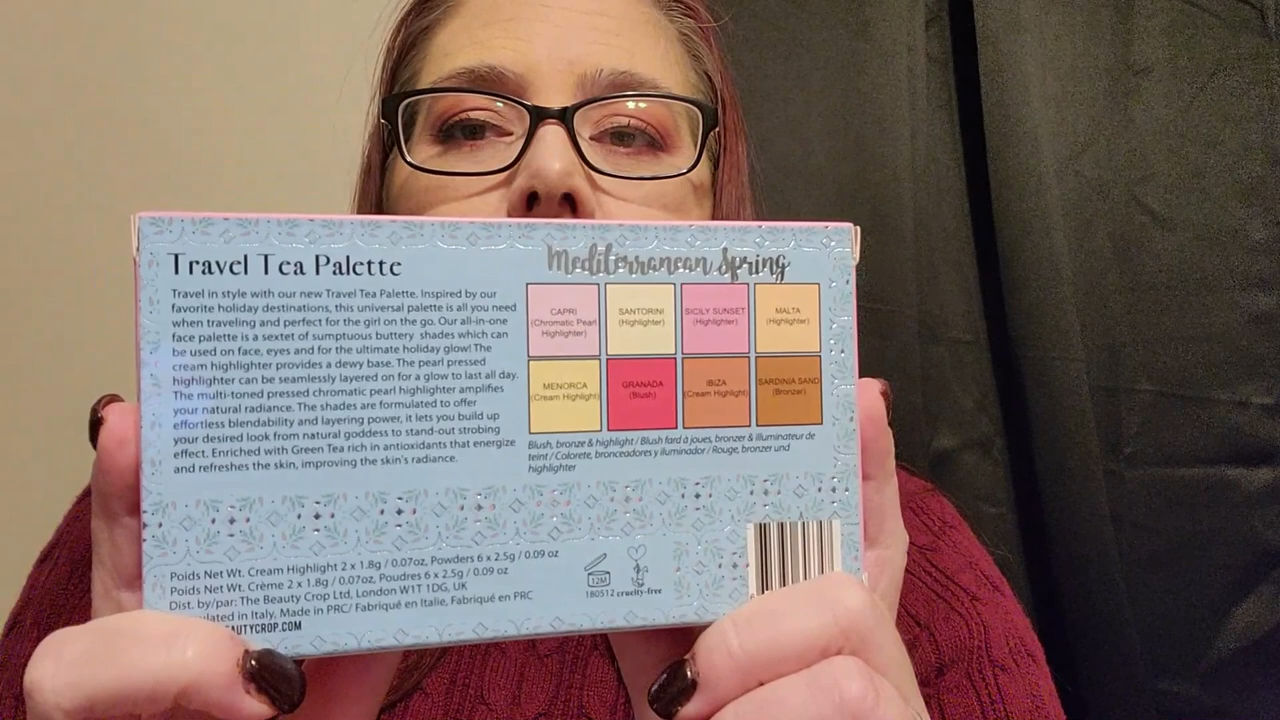 Travel Tea Palette
Travel in style with our new Travel Tea Palette. Inspired by our
favorite holiday destinations, this universal palette is all you need
when traveling and perfect for the girl on the go. Our all-in-one
face palette is a sextet of sumptuous buttery shades which can
be used on face, eyes and for the ultimate holiday glow! The
cream highlighter provides a dewy base. The pearl pressed
highlighter can be seamlessly layered on for a glow to last all day.
The multi-toned pressed chromatic pearl highlighter amplifies
your natural radiance. The shades are formulated to offer
effortless blendability and layering power, it lets you build up
your desired look from natural goddess to stand-out strobing
effect. Enriched with Green Tea rich in antioxidants that energize
and refreshes the skin, improving the skin's radiance.
Mediterranean Spring
CAPRI
(Chromatic Pearl
Highlighter)
SANTORINI
(Highlighter)
SICILY SUNSET
(Highlighter)
MALTA
(Highlighter)
MENORCA
(Cream Highlight)
GRANADA
(Blush)
IBIZA
(Cream Highlight)
SARDINIA SAND
(Bronzer)
Blush, bronze & highlight / Blush fard à joues, bronzer & illuminateur de
teint / Colorete, bronceadores y iluminador / Rouge, bronzer und
highlighter
Poids Net Wt. Cream Highlight 2 x 1.8g / 0.07oz, Powders 6 x 2.5g / 0.09 oz
Poids Net Wt. Crème 2 x 1.8g / 0.07oz, Poudres 6 x 2.5g / 0.09 oz
Dist. by/par: The Beauty Crop Ltd, London W1T 1DG, UK
ulated in Italy, Made in PRC/ Fabriqué en Italie, Fabriqué en PRC
EAUTYCROP.COM
12M
180512 cruelty-free